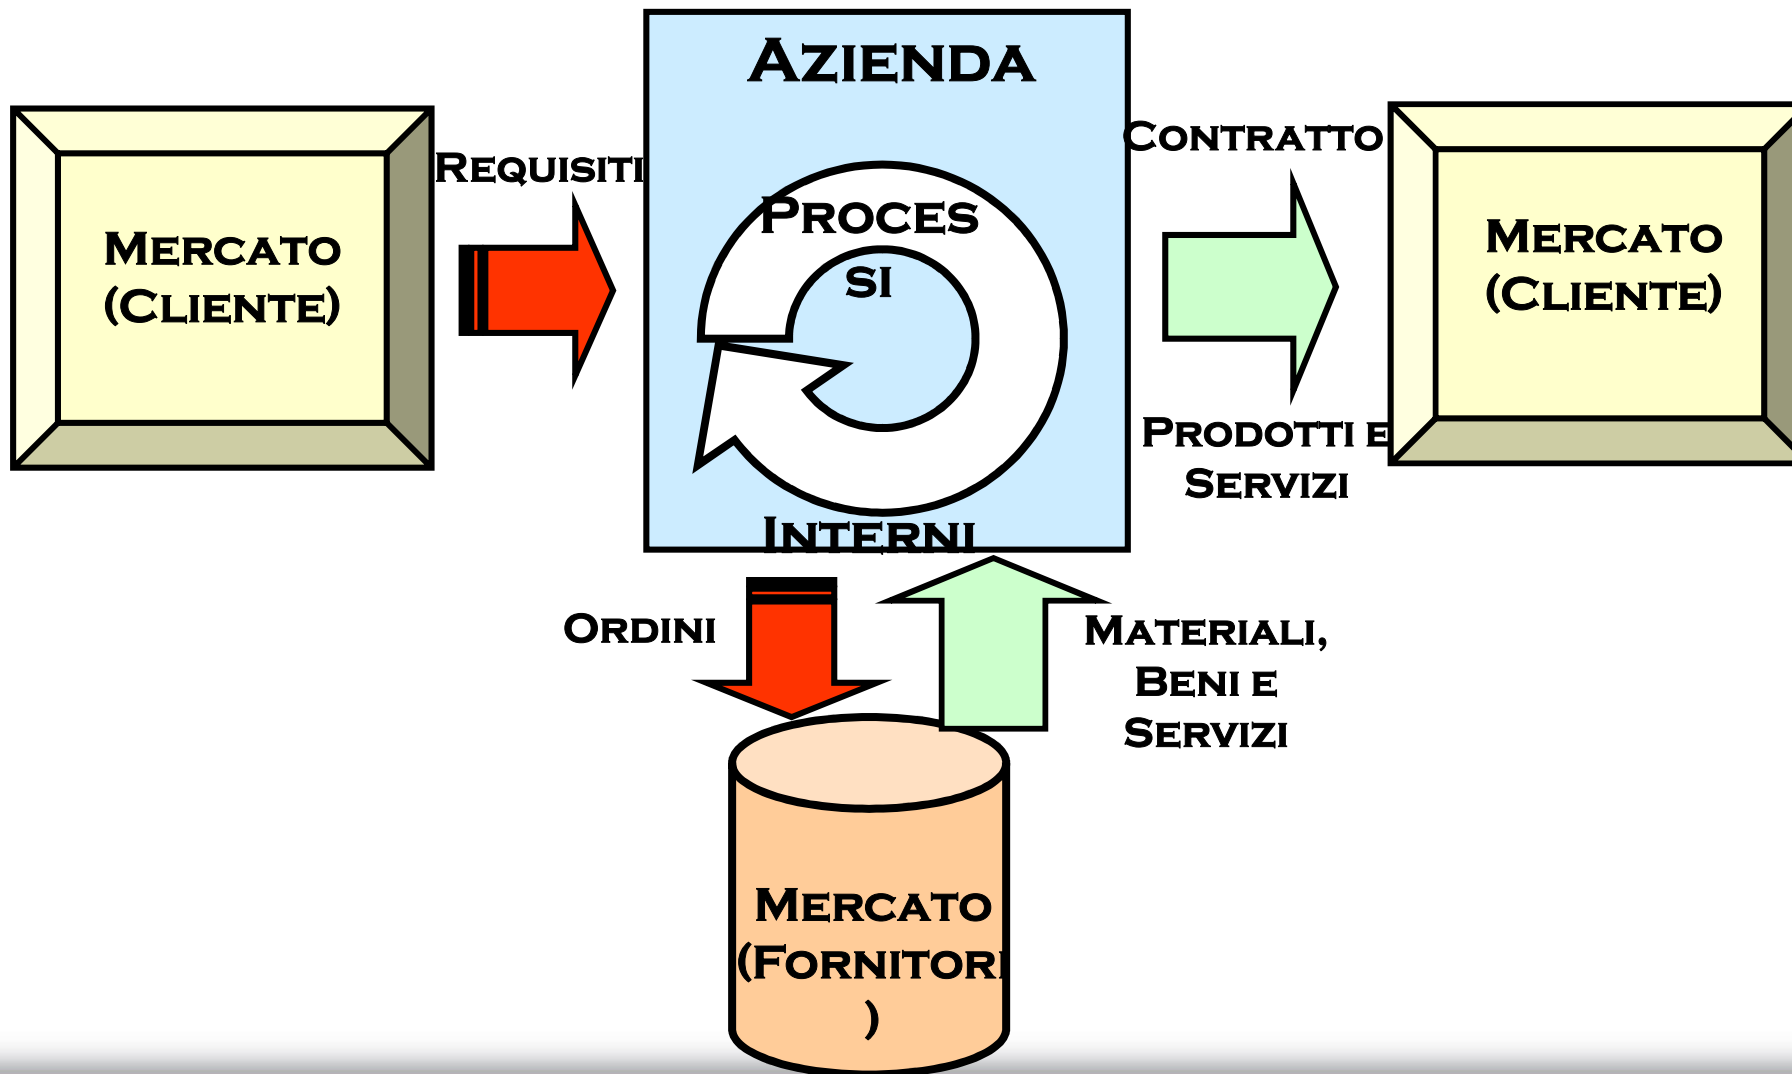 Azienda
Mercato
(Cliente)
Requisiti
Proces
si
Interni
Contratto
Prodotti e
Servizi
Mercato
(Cliente)
Ordini
Materiali,
Beni e
Servizi
Mercato
(Fornitori
)